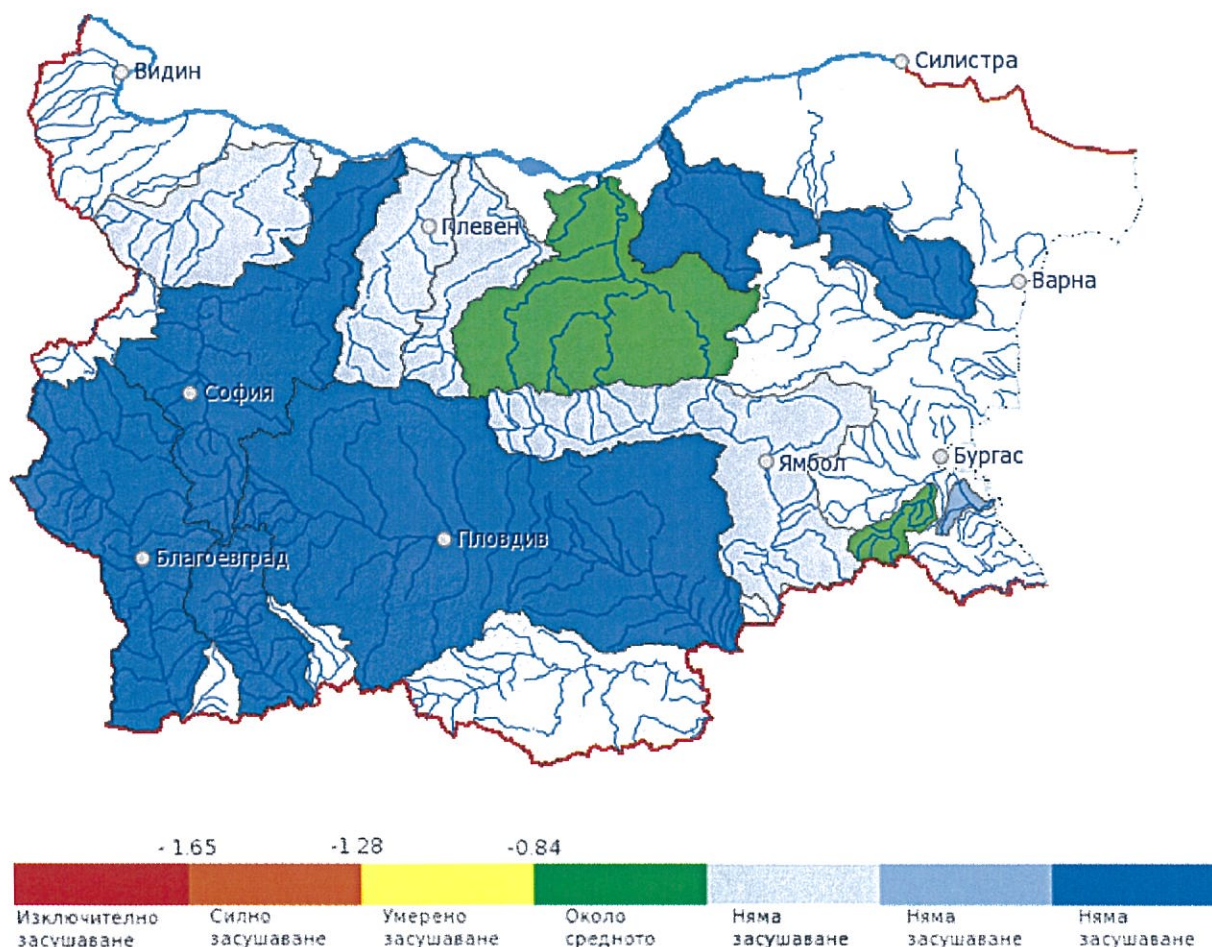 Видин
Силистра
Плевен
Варна
София
Ямбол
Бургас
Пловдив
Благоевград
- 1.65 -1.28 -0.84
Изключително Силно Умерено Около Няма Няма Няма
засушаване засушаване засушаване средното засушаване засушаване засушаване